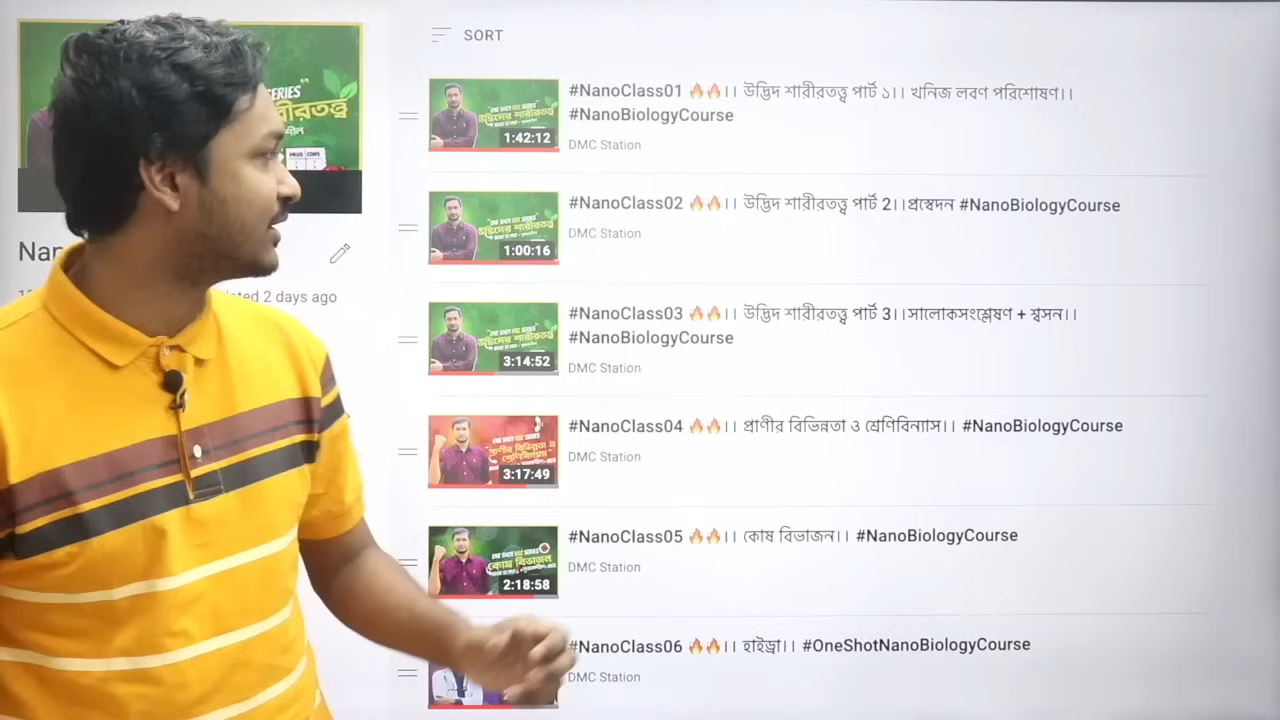 SERIES
রীরতত্ত্ব
শীল
Nan
ated 2 days ago
SORT
#NanoClass01 🔥🔥।। উদ্ভিদ শারীরতত্ত্ব পার্ট ১।। খনিজ লবণ পরিশোষণ।।
#NanoBiologyCourse
1:42:12
DMC Station
#NanoClass02 🔥🔥।। উদ্ভিদ শারীরতত্ত্ব পার্ট 2।।প্রস্বেদন #NanoBiologyCourse
1:00:16
DMC Station
#NanoClass03 🔥🔥।। উদ্ভিদ শারীরতত্ত্ব পার্ট 3।।সালোকসংশ্লেষণ + শ্বসন।।
#NanoBiologyCourse
3:14:52
DMC Station
#NanoClass04 🔥🔥।। প্রাণীর বিভিন্নতা ও শ্রেণিবিন্যাস।। #NanoBiologyCourse
3:17:49
DMC Station
#NanoClass05 🔥🔥।। কোষ বিভাজন।। #NanoBiologyCourse
কোষ বিভাজন
2:18:58
DMC Station
#NanoClass06 🔥🔥।। হাইড্রা।। #OneShotNanoBiologyCourse
DMC Station